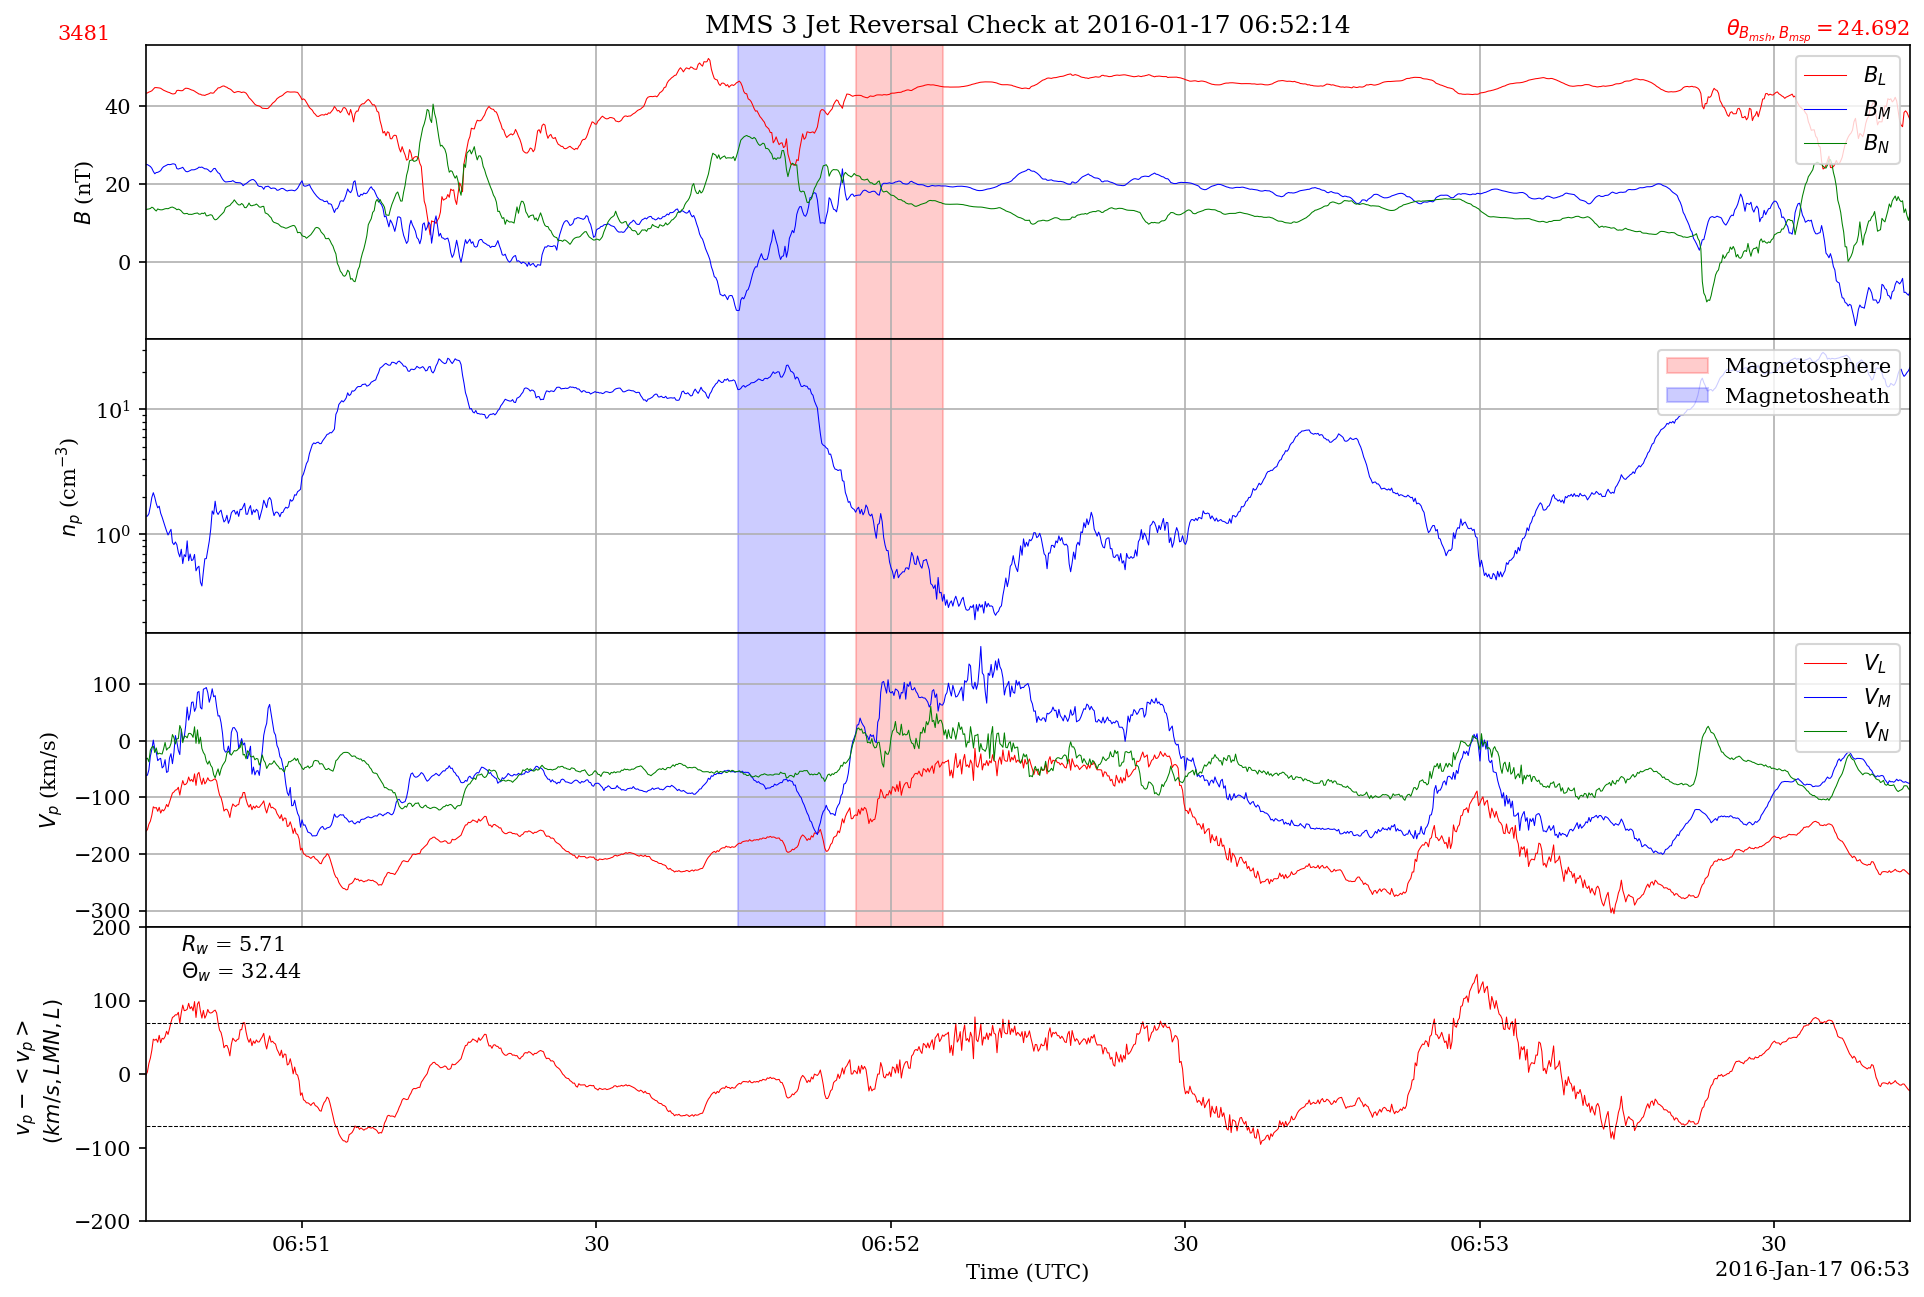 MMS 3 Jet Reversal Check at 2016-01-17 06:52:14
3481
θ_{B_{msh}, B_{msp}} = 24.692
40
20
0
B (nT)
B_L
B_M
B_N
10^1
10^0
n_p (cm^{−3})
Magnetosphere
Magnetosheath
100
0
−100
−200
−300
V_p (km/s)
V_L
V_M
V_N
200
100
0
−100
−200
v_p − < v_p >
(km/s, LMN, L)
R_w = 5.71
Θ_w = 32.44
06:51
30
06:52
30
06:53
30
Time (UTC)
2016-Jan-17 06:53